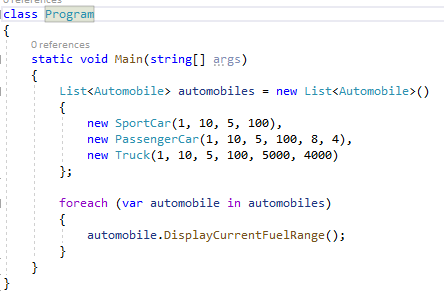 0 references
class Program
{
0 references
static void Main(string[] args)
{
List<Automobile> automobiles = new List<Automobile>()
{
new SportCar(1, 10, 5, 100),
new PassengerCar(1, 10, 5, 100, 8, 4),
new Truck(1, 10, 5, 100, 5000, 4000)
};
foreach (var automobile in automobiles)
{
automobile.DisplayCurrentFuelRange();
}
}
}